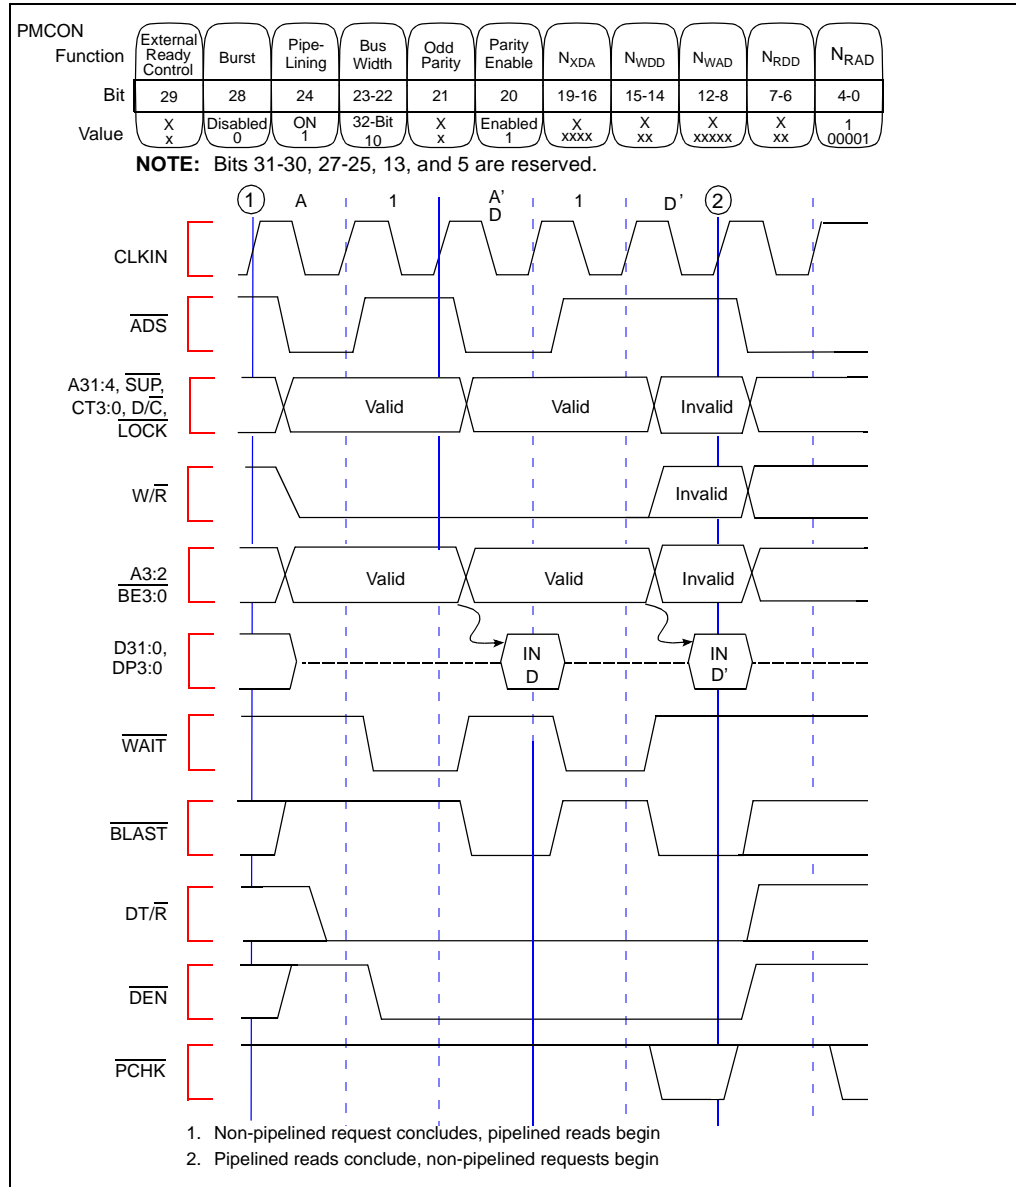 PMCON
Function External Ready Control Burst Pipe-Lining Bus Width Odd Parity Parity Enable NXDA NWDD NWAD NRDD NRAD
Bit 29 28 24 23-22 21 20 19-16 15-14 12-8 7-6 4-0
Value X x Disabled 0 ON 1 32-Bit 10 X x Enabled 1 X xxxx X xx X xxxxx X xx 1 00001
NOTE: Bits 31-30, 27-25, 13, and 5 are reserved.
1 A 1 A' D 1 D' 2
CLKIN
ADS
A31:4, SUP,
CT3:0, D/C,
LOCK
Valid Valid Invalid
W/R
Invalid
A3:2
BE3:0
Valid Valid Invalid
D31:0,
DP3:0
IN
D
IN
D'
WAIT
BLAST
DT/R
DEN
PCHK
1. Non-pipelined request concludes, pipelined reads begin
2. Pipelined reads conclude, non-pipelined requests begin